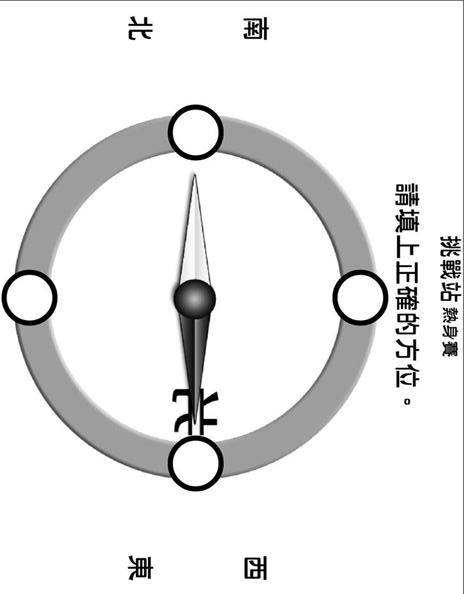 挑戰站 熱身賽
請填上正確的方位。
南 西
北 東
北